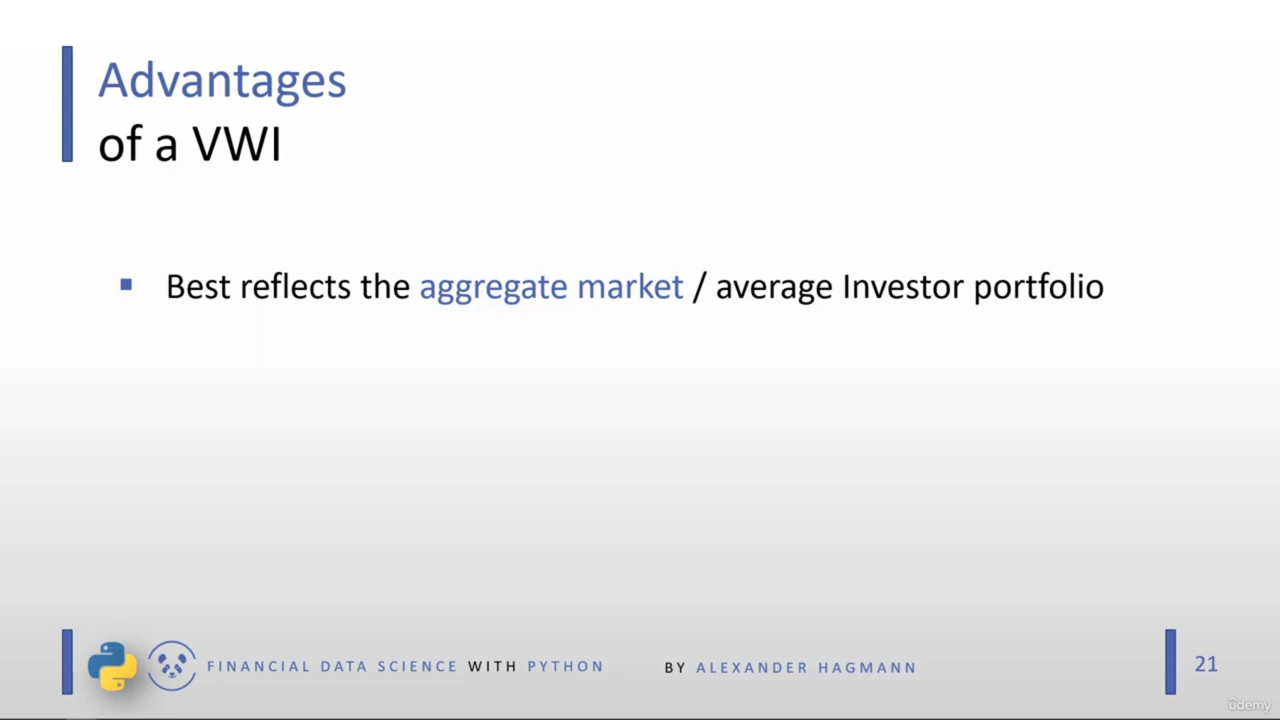 Advantages
of a VWI
▪ Best reflects the aggregate market / average Investor portfolio
FINANCIAL DATA SCIENCE WITH PYTHON BY ALEXANDER HAGMANN
21
ûdemy